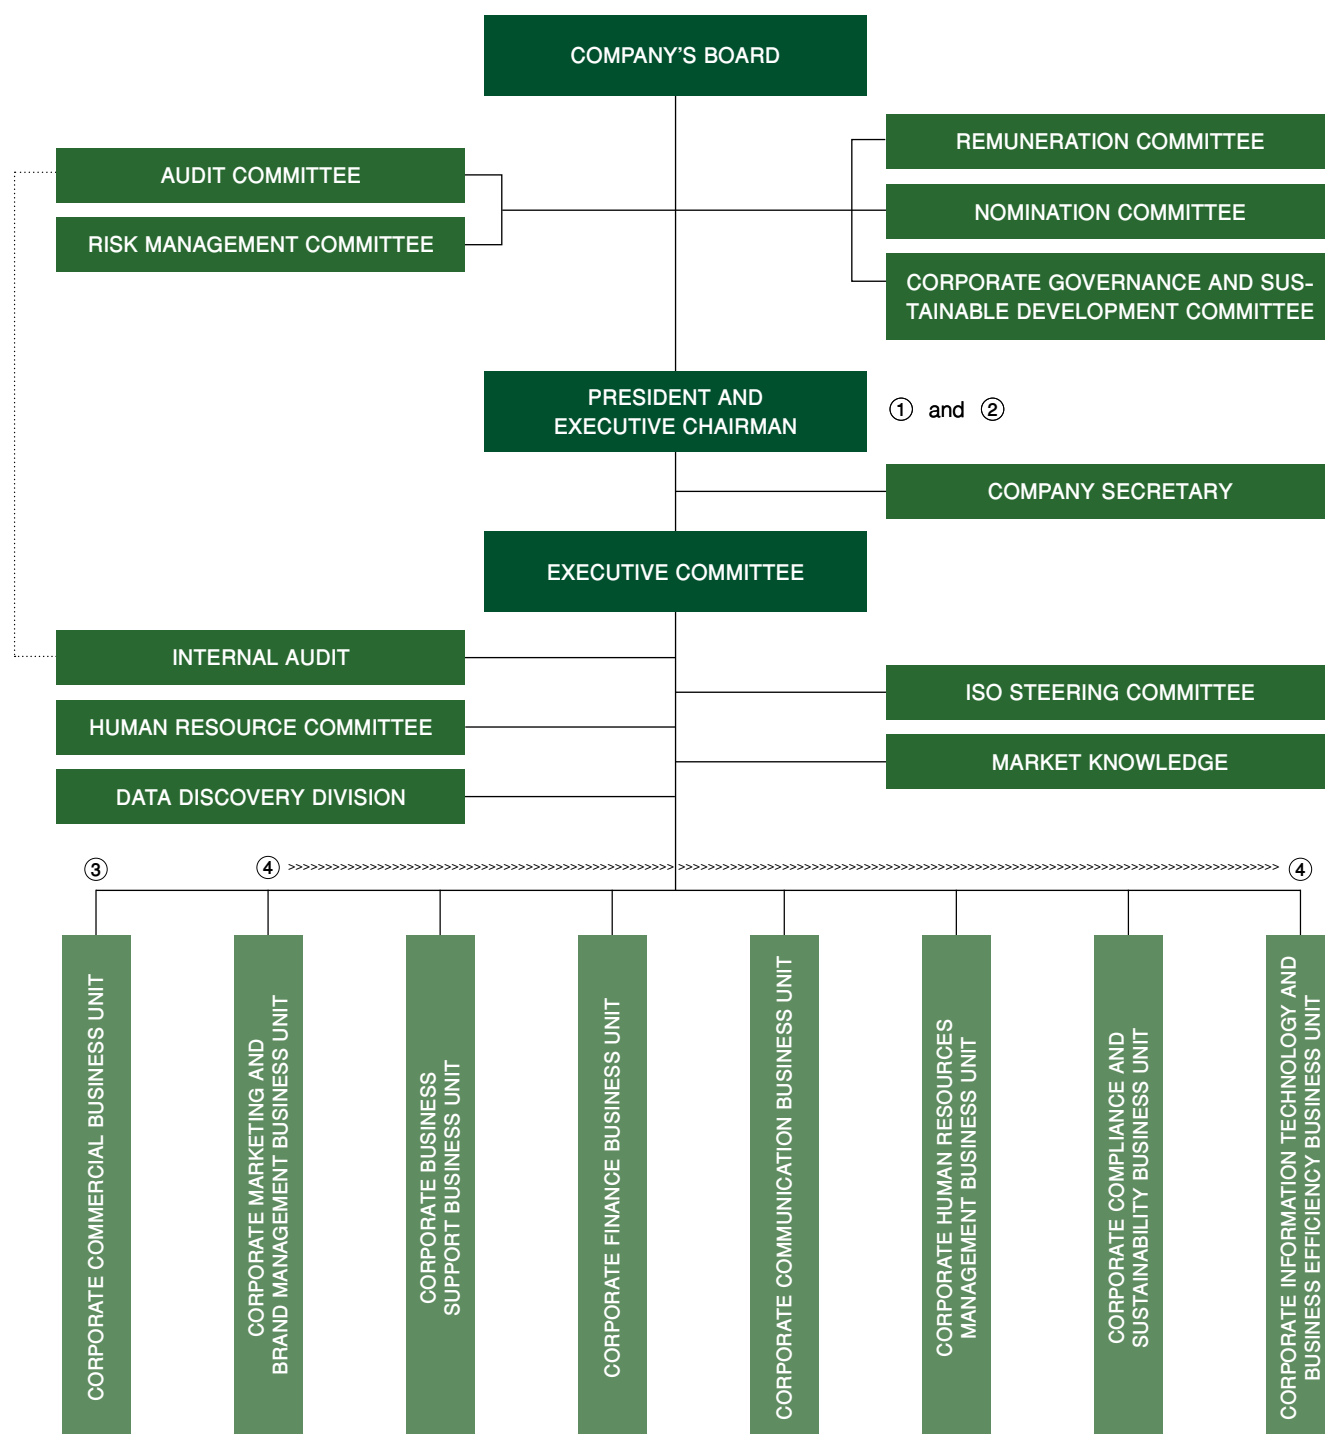 COMPANY'S BOARD
REMUNERATION COMMITTEE
AUDIT COMMITTEE
NOMINATION COMMITTEE
RISK MANAGEMENT COMMITTEE
CORPORATE GOVERNANCE AND SUS-
TAINABLE DEVELOPMENT COMMITTEE
PRESIDENT AND
EXECUTIVE CHAIRMAN
① and ②
COMPANY SECRETARY
EXECUTIVE COMMITTEE
INTERNAL AUDIT
ISO STEERING COMMITTEE
HUMAN RESOURCE COMMITTEE
MARKET KNOWLEDGE
DATA DISCOVERY DIVISION
③
④
④
CORPORATE COMMERCIAL BUSINESS UNIT
CORPORATE MARKETING AND
BRAND MANAGEMENT BUSINESS UNIT
CORPORATE BUSINESS
SUPPORT BUSINESS UNIT
CORPORATE FINANCE BUSINESS UNIT
CORPORATE COMMUNICATION BUSINESS UNIT
CORPORATE HUMAN RESOURCES
MANAGEMENT BUSINESS UNIT
CORPORATE COMPLIANCE AND
SUSTAINABILITY BUSINESS UNIT
CORPORATE INFORMATION TECHNOLOGY AND
BUSINESS EFFICIENCY BUSINESS UNIT